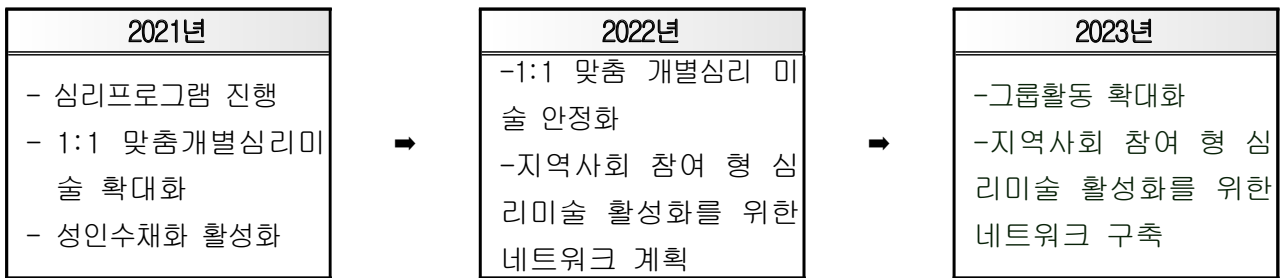 2021년
- 심리프로그램 진행
- 1:1 맞춤개별심리미
술 확대화
- 성인수채화 활성화
➡
2022년
-1:1 맞춤 개별심리 미
술 안정화
-지역사회 참여 형 심
리미술 활성화를 위한
네트워크 계획
➡
2023년
-그룹활동 확대화
-지역사회 참여 형 심
리미술 활성화를 위한
네트워크 구축